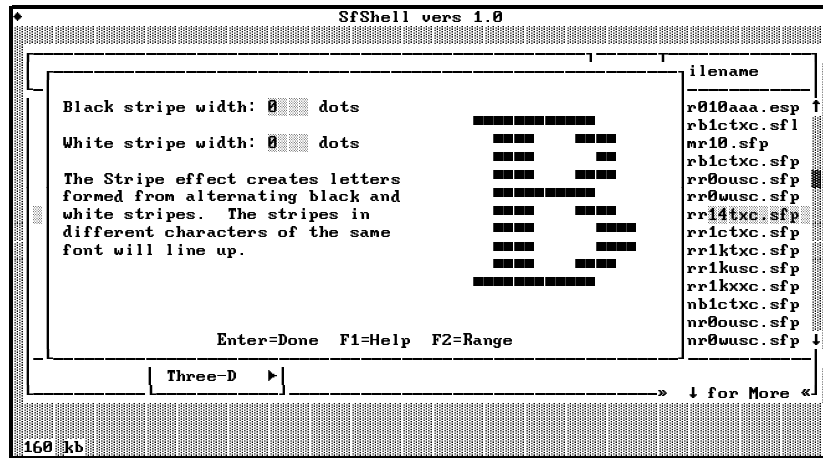 SfShell vers 1.0
ilename
Black stripe width: 0 dots
r010aaa.esp ↑
rb1ctxc.sfl
White stripe width: 0 dots
mr10.sfp
rb1ctxc.sfp
The Stripe effect creates letters
rr0ousc.sfp
formed from alternating black and
rr0wusc.sfp
white stripes. The stripes in
rr14txc.sfp
different characters of the same
rr1ctxc.sfp
font will line up.
rr1ktxc.sfp
rr1kusc.sfp
rr1kxxc.sfp
nb1ctxc.sfp
nr0ousc.sfp
Enter=Done F1=Help F2=Range
nr0wusc.sfp ↓
Three-D ►
» ↓ for More «
160 kb